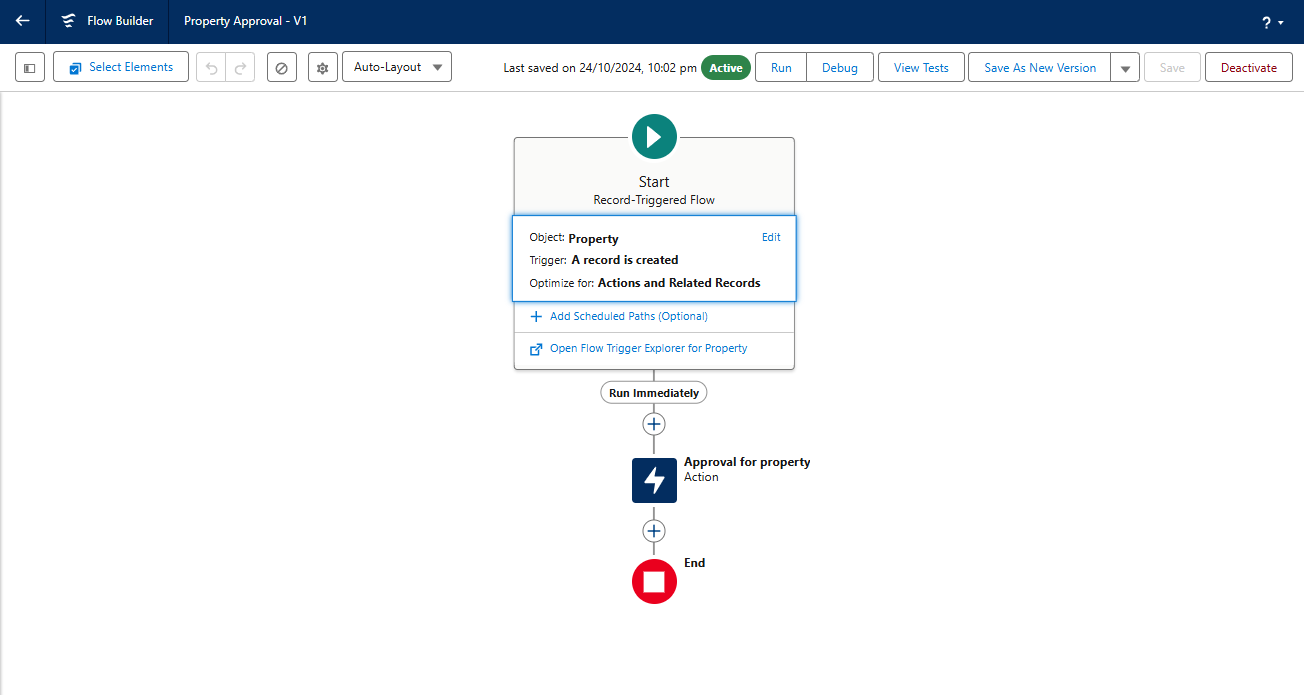 Flow Builder
Property Approval - V1
?
Select Elements
Auto-Layout
Last saved on 24/10/2024, 10:02 pm
Active
Run
Debug
View Tests
Save As New Version
Save
Deactivate
Start
Record-Triggered Flow
Object: Property
Edit
Trigger: A record is created
Optimize for: Actions and Related Records
Add Scheduled Paths (Optional)
Open Flow Trigger Explorer for Property
Run Immediately
Approval for property
Action
End